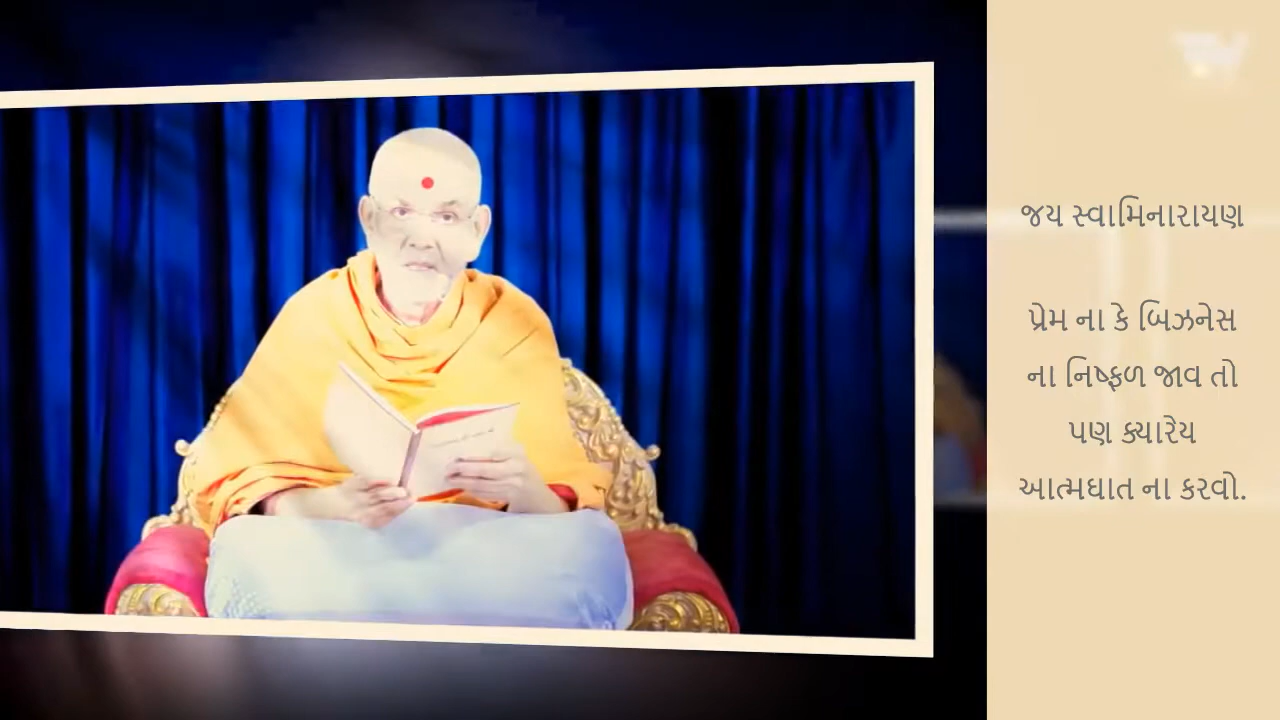 જય સ્વામિનારાયણ
પ્રેમ ના કે બિઝનેસ
ના નિષ્ફળ જાવ તો
પણ ક્યારેય
આત્મઘાત ના કરવો.